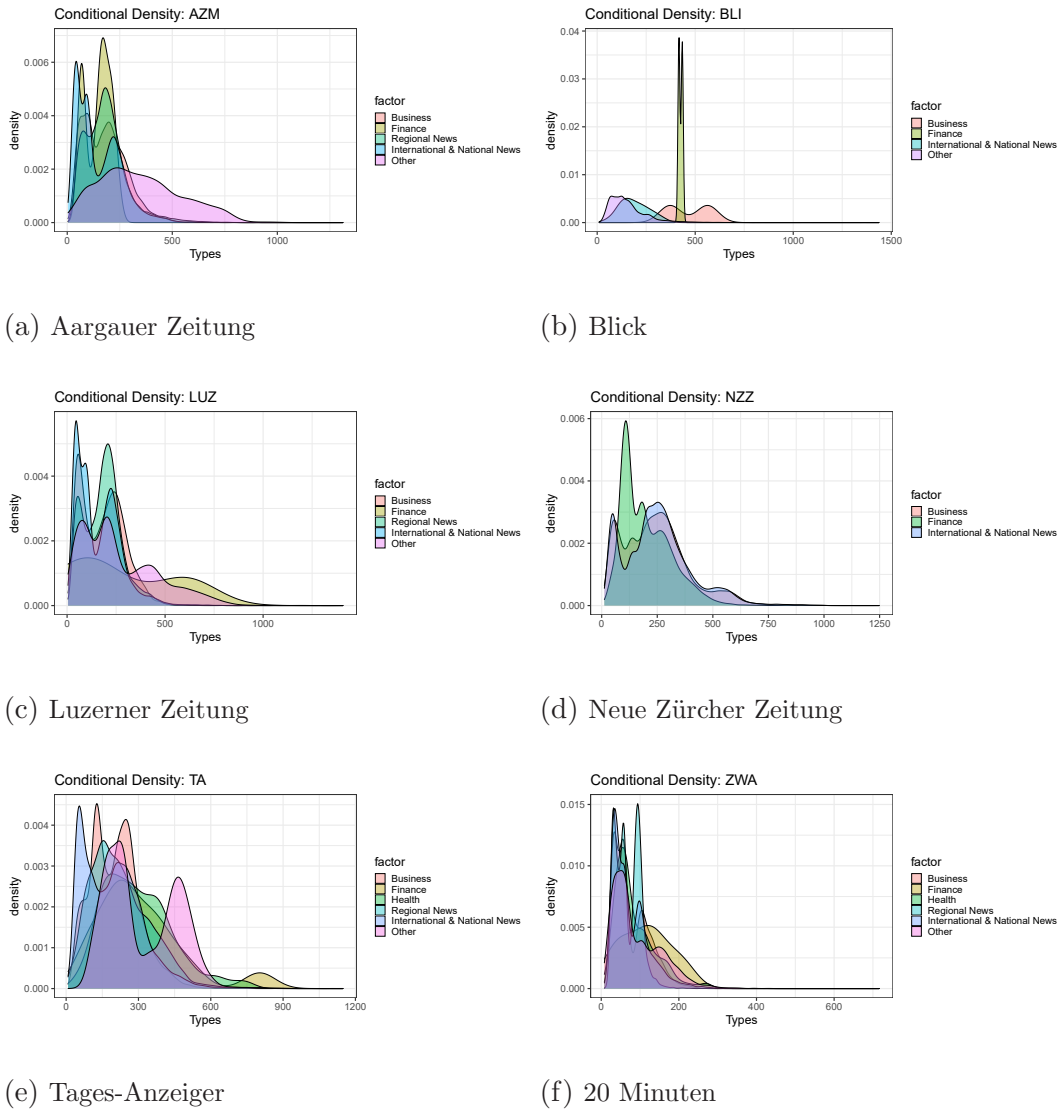 Conditional Density: AZM
0.006
0.004
0.002
0.000
density
0
500
1000
Types
factor
Business
Finance
Regional News
International & National News
Other
(a) Aargauer Zeitung
Conditional Density: BLI
0.04
0.03
0.02
0.01
0.00
density
0
500
1000
1500
Types
factor
Business
Finance
International & National News
Other
(b) Blick
Conditional Density: LUZ
0.004
0.002
0.000
density
0
500
1000
Types
factor
Business
Finance
Regional News
International & National News
Other
(c) Luzerner Zeitung
Conditional Density: NZZ
0.006
0.004
0.002
0.000
density
0
250
500
750
1000
1250
Types
factor
Business
Finance
International & National News
(d) Neue Zürcher Zeitung
Conditional Density: TA
0.004
0.003
0.002
0.001
0.000
density
0
300
600
900
1200
Types
factor
Business
Finance
Health
Regional News
International & National News
Other
(e) Tages-Anzeiger
Conditional Density: ZWA
0.015
0.010
0.005
0.000
density
0
200
400
600
Types
factor
Business
Finance
Health
Regional News
International & National News
Other
(f) 20 Minuten